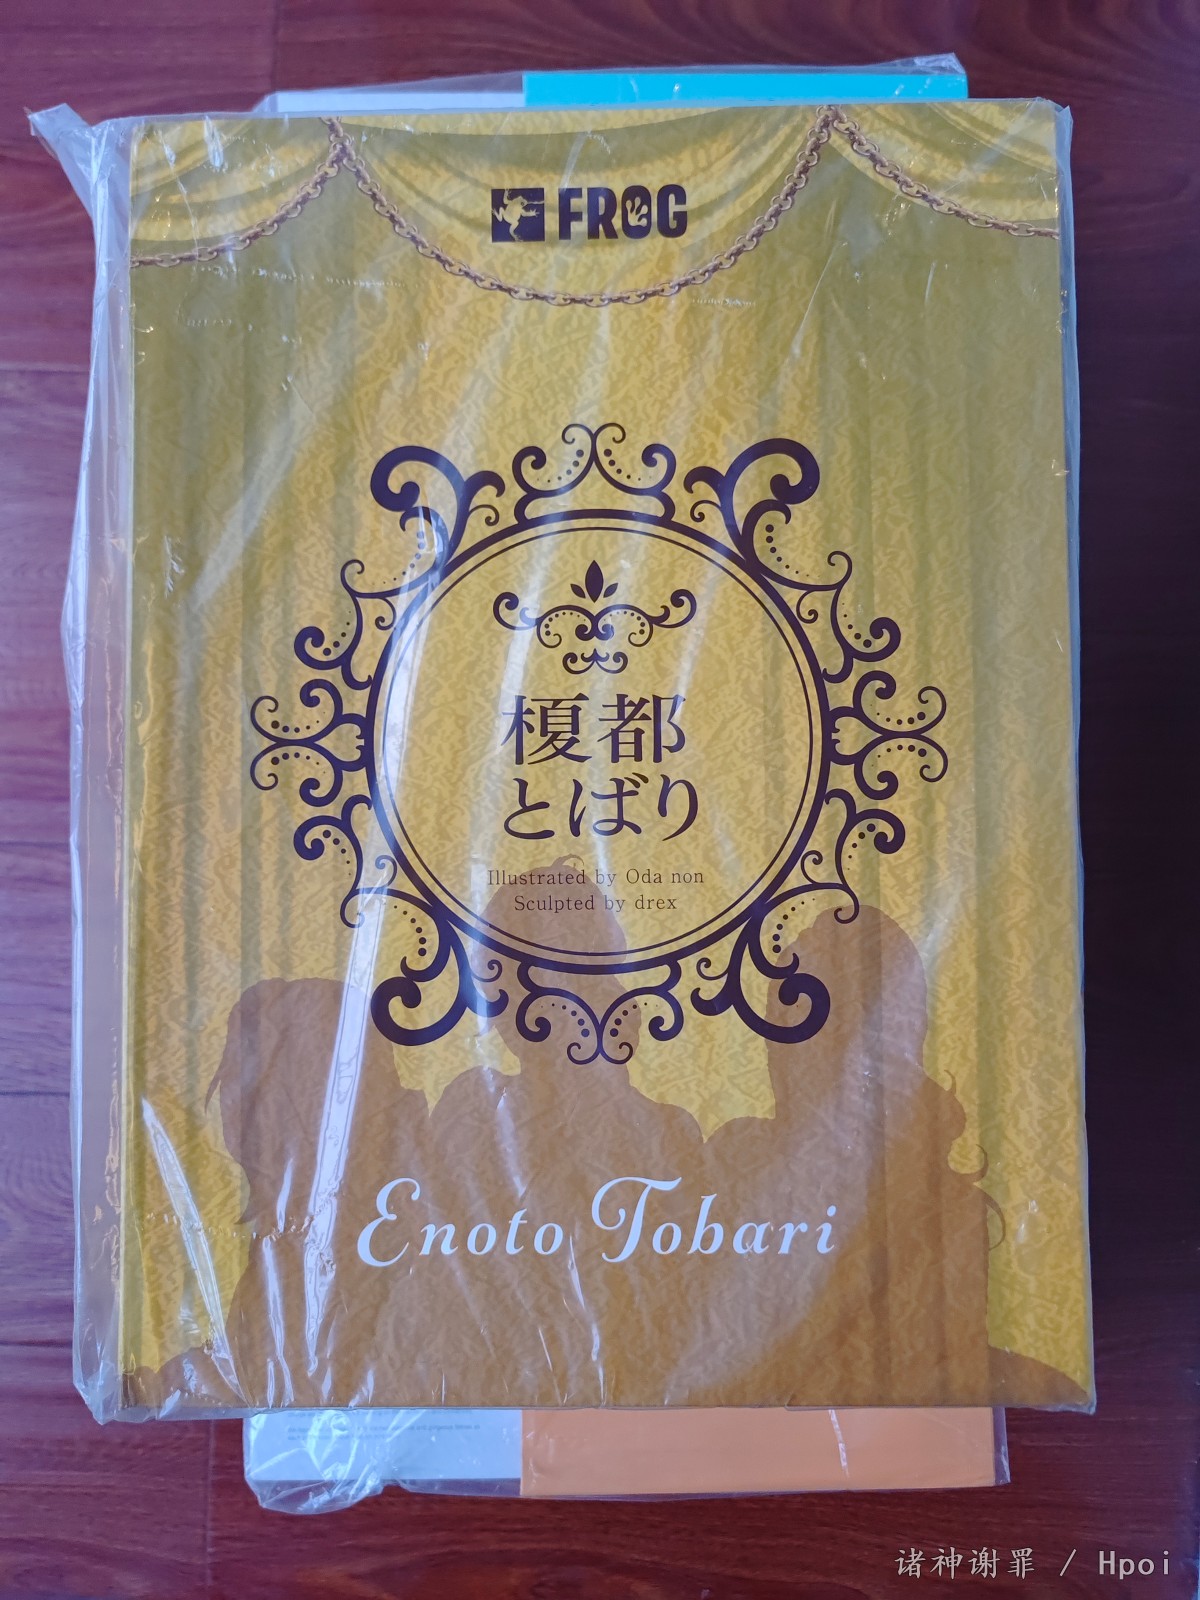 FROG
榎都
とばり
Illustrated by Oda non
Sculpted by drex
Enoto Tobari
诸神谢罪 / Hpoi